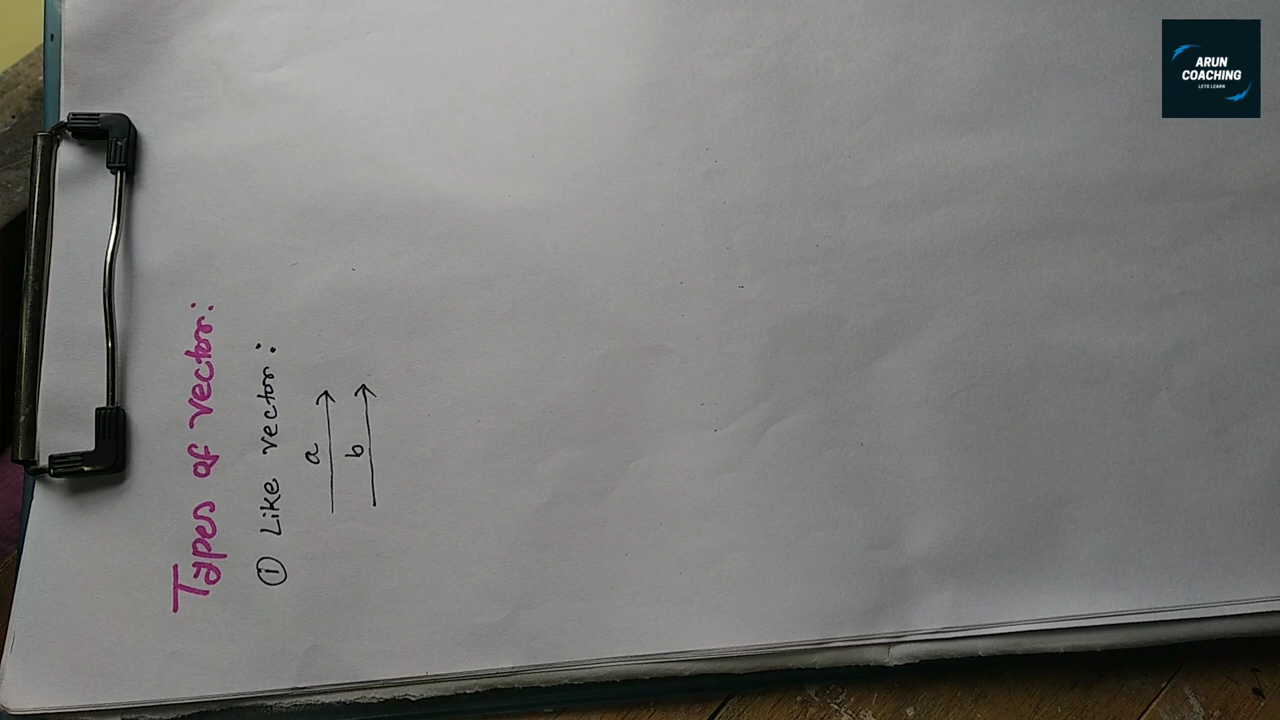 Types of vector:
① Like vector:
a
b
ARUN
COACHING
LETS LEARN